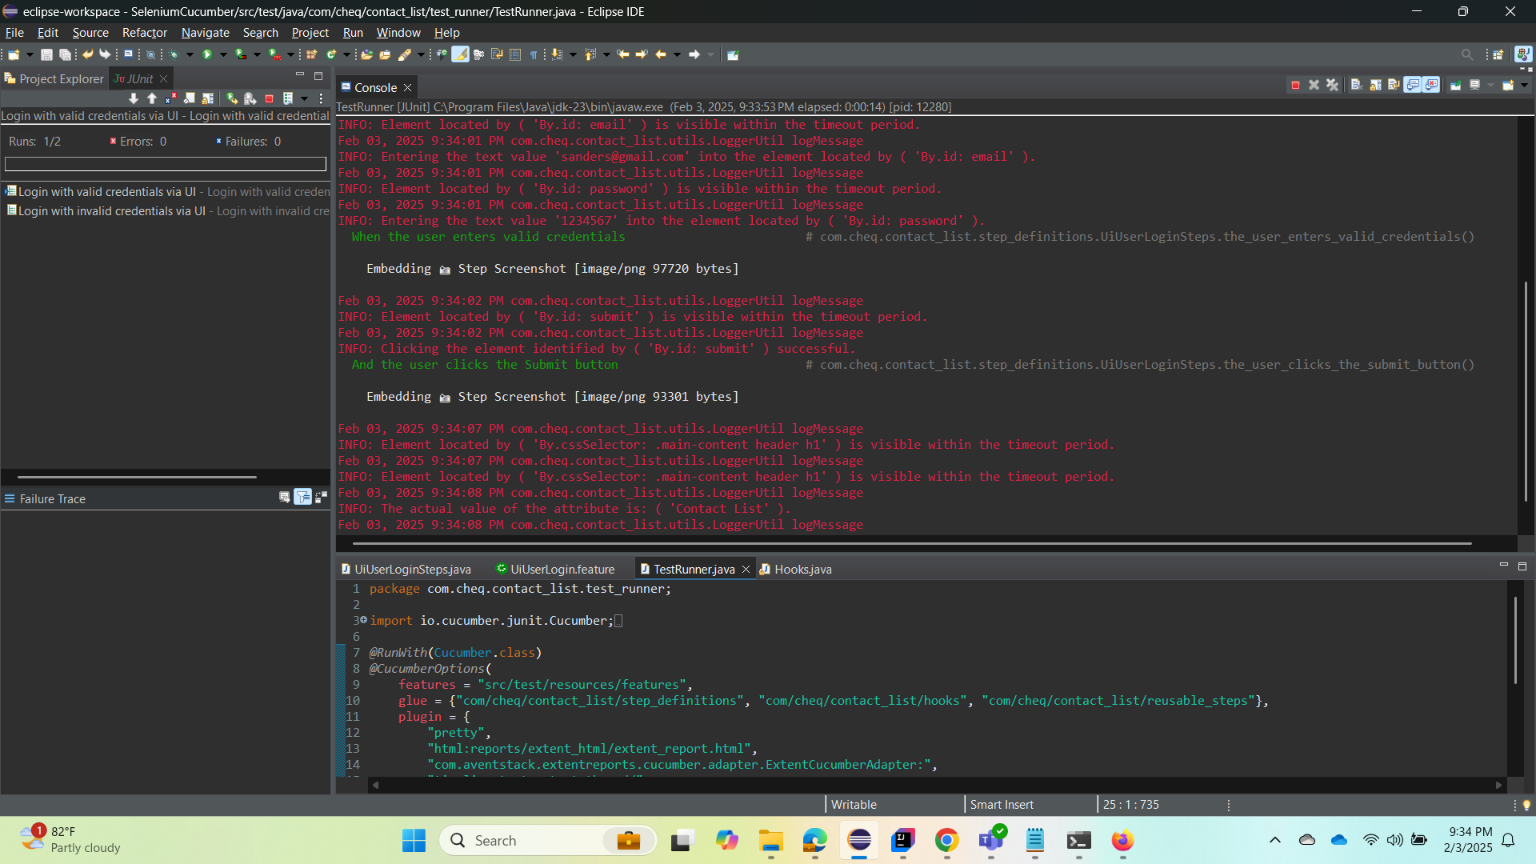 eclipse-workspace - SeleniumCucumber/src/test/java/com/cheq/contact_list/test_runner/TestRunner.java - Eclipse IDE
File Edit Source Refactor Navigate Search Project Run Window Help
Project Explorer JUnit
Console
TestRunner [JUnit] C:\Program Files\Java\jdk-23\bin\javaw.exe (Feb 3, 2025, 9:33:53 PM elapsed: 0:00:14) [pid: 12280]
Login with valid credentials via UI - Login with valid credential
Runs: 1/2 Errors: 0 Failures: 0
Login with valid credentials via UI - Login with valid creden
Login with invalid credentials via UI - Login with invalid cre
Failure Trace
INFO: Element located by ( 'By.id: email' ) is visible within the timeout period.
Feb 03, 2025 9:34:01 PM com.cheq.contact_list.utils.LoggerUtil logMessage
INFO: Entering the text value 'sanders@gmail.com' into the element located by ( 'By.id: email' ).
Feb 03, 2025 9:34:01 PM com.cheq.contact_list.utils.LoggerUtil logMessage
INFO: Element located by ( 'By.id: password' ) is visible within the timeout period.
Feb 03, 2025 9:34:01 PM com.cheq.contact_list.utils.LoggerUtil logMessage
INFO: Entering the text value '1234567' into the element located by ( 'By.id: password' ).
When the user enters valid credentials # com.cheq.contact_list.step_definitions.UiUserLoginSteps.the_user_enters_valid_credentials()
Embedding Step Screenshot [image/png 97720 bytes]
Feb 03, 2025 9:34:02 PM com.cheq.contact_list.utils.LoggerUtil logMessage
INFO: Element located by ( 'By.id: submit' ) is visible within the timeout period.
Feb 03, 2025 9:34:02 PM com.cheq.contact_list.utils.LoggerUtil logMessage
INFO: Clicking the element identified by ( 'By.id: submit' ) successful.
And the user clicks the Submit button # com.cheq.contact_list.step_definitions.UiUserLoginSteps.the_user_clicks_the_submit_button()
Embedding Step Screenshot [image/png 93301 bytes]
Feb 03, 2025 9:34:07 PM com.cheq.contact_list.utils.LoggerUtil logMessage
INFO: Element located by ( 'By.cssSelector: .main-content header h1' ) is visible within the timeout period.
Feb 03, 2025 9:34:07 PM com.cheq.contact_list.utils.LoggerUtil logMessage
INFO: Element located by ( 'By.cssSelector: .main-content header h1' ) is visible within the timeout period.
Feb 03, 2025 9:34:08 PM com.cheq.contact_list.utils.LoggerUtil logMessage
INFO: The actual value of the attribute is: ( 'Contact List' ).
Feb 03, 2025 9:34:08 PM com.cheq.contact_list.utils.LoggerUtil logMessage
UiUserLoginSteps.java UiUserLogin.feature TestRunner.java Hooks.java
1 package com.cheq.contact_list.test_runner;
2
3 import io.cucumber.junit.Cucumber;
6
7 @RunWith(Cucumber.class)
8 @CucumberOptions(
9 features = "src/test/resources/features",
10 glue = {"com/cheq/contact_list/step_definitions", "com/cheq/contact_list/hooks", "com/cheq/contact_list/reusable_steps"},
11 plugin = {
12 "pretty",
13 "html:reports/extent_html/extent_report.html",
14 "com.aventstack.extentreports.cucumber.adapter.ExtentCucumberAdapter:",
Writable Smart Insert 25 : 1 : 735
1 82°F
Partly cloudy
Search
9:34 PM
2/3/2025